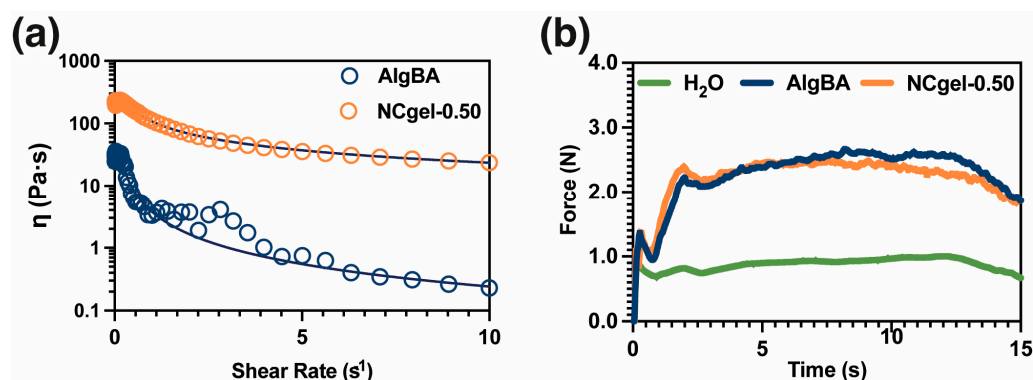 (a)
1000
100
10
1
0.1
η (Pa·s)
AlgBA
NCgel-0.50
0
5
10
Shear Rate (s¹)
(b)
4.0
3.0
2.0
1.0
0.0
Force (N)
H₂O
AlgBA
NCgel-0.50
0
5
10
15
Time (s)